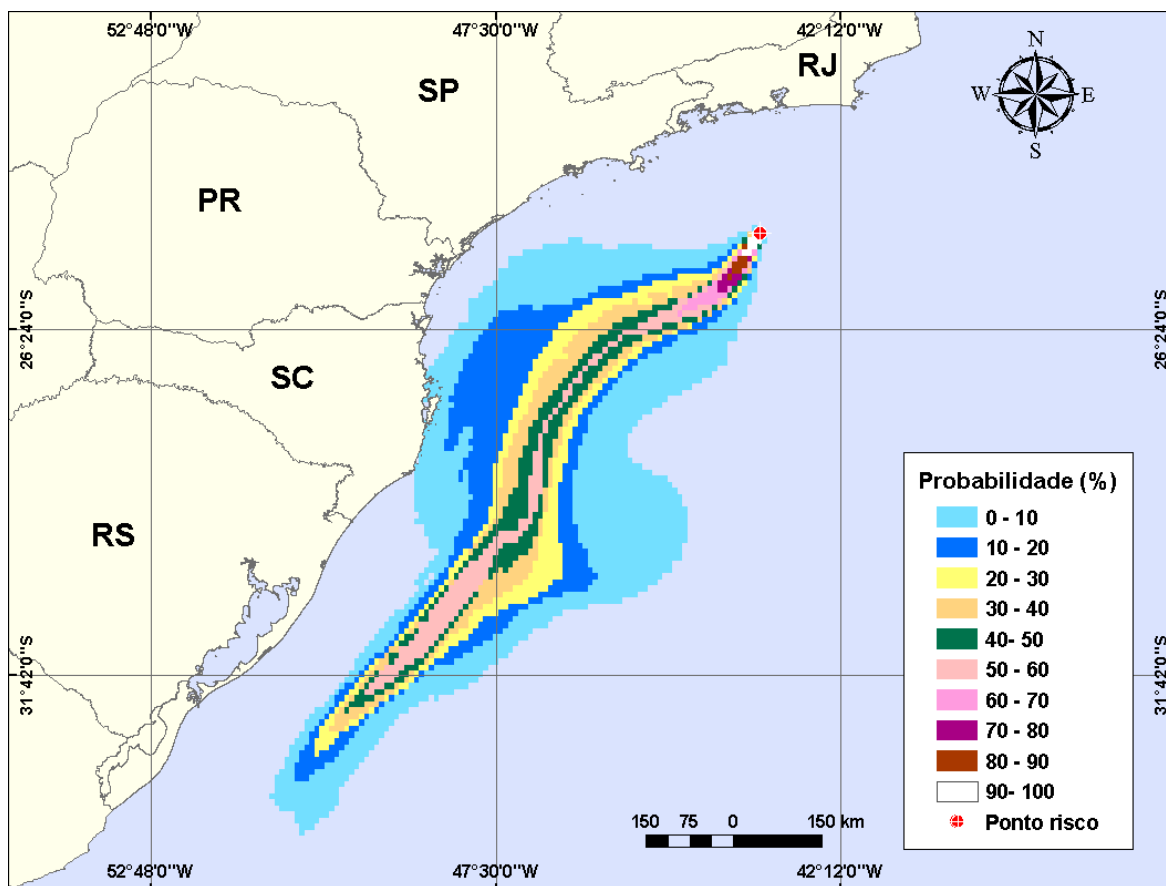 52°48'0"W
47°30'0"W
42°12'0"W
RJ
SP
PR
SC
RS
N
W
E
S
26°24'0"S
26°24'0"S
31°42'0"S
31°42'0"S
Probabilidade (%)
0 - 10
10 - 20
20 - 30
30 - 40
40- 50
50 - 60
60 - 70
70 - 80
80 - 90
90- 100
Ponto risco
150 75 0 150 km
52°48'0"W
47°30'0"W
42°12'0"W